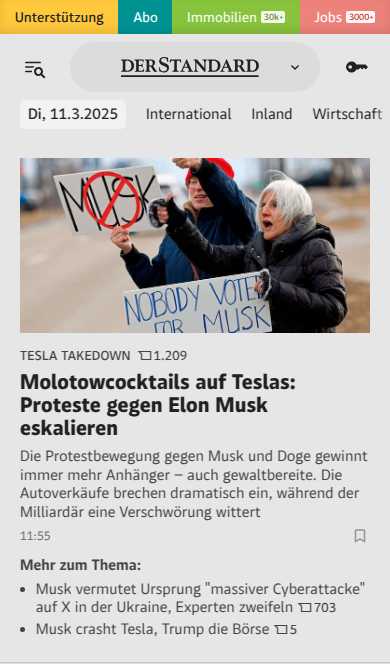 Unterstützung Abo Immobilien 30k+ Jobs 3000+
DERSTANDARD
Di, 11.3.2025 International Inland Wirtschaft
MUSK
NOBODY VOTED
FOR MUSK
TESLA TAKEDOWN 1.209
Molotowcocktails auf Teslas:
Proteste gegen Elon Musk
eskalieren
Die Protestbewegung gegen Musk und Doge gewinnt
immer mehr Anhänger – auch gewaltbereite. Die
Autoverkäufe brechen dramatisch ein, während der
Milliardär eine Verschwörung wittert
11:55
Mehr zum Thema:
• Musk vermutet Ursprung "massiver Cyberattacke"
auf X in der Ukraine, Experten zweifeln 703
• Musk crasht Tesla, Trump die Börse 5